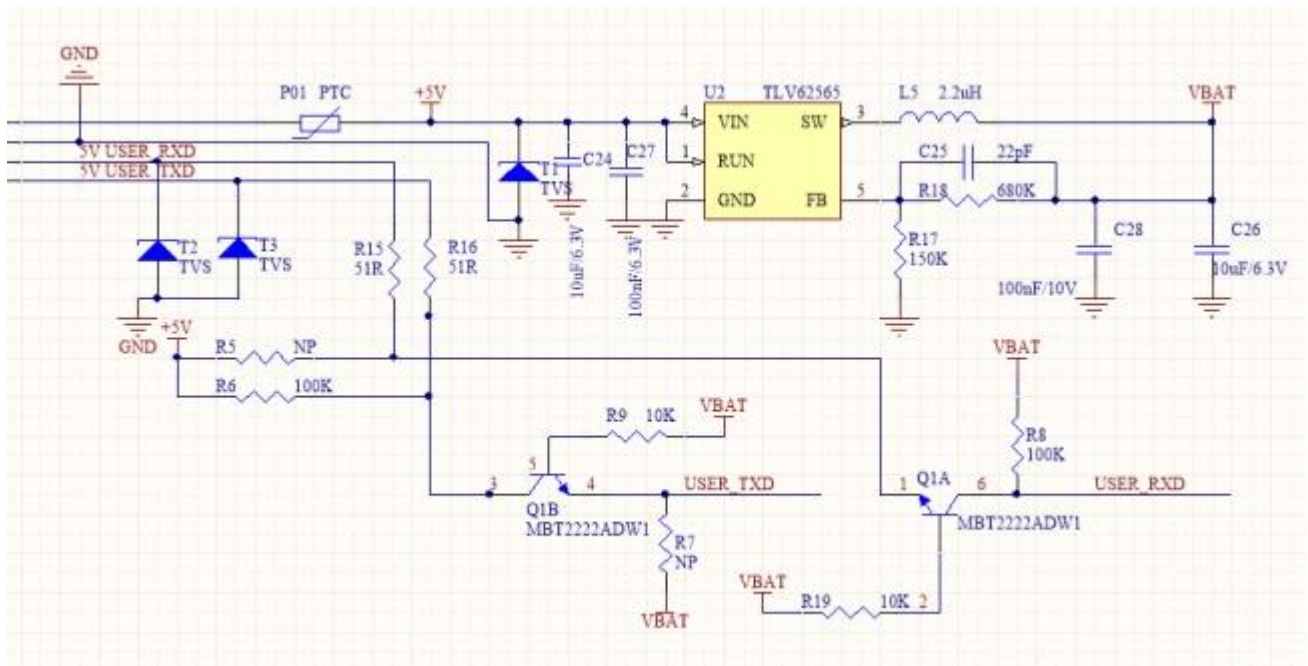 GND
P01 PTC
+5V
U2 TLV62565
L5 2.2uH
VBAT
4 VIN SW 3
5V USER_RXD
5V USER_TXD
C24
C27
1 RUN
C25 22pF
T1
TVS
2 GND FB 5
R18 680K
T2
TVS
T3
TVS
R15
51R
R16
51R
10uF/6.3V
100nF/6.3V
R17
150K
C28
100nF/10V
C26
10uF/6.3V
GND
+5V
R5 NP
R6 100K
VBAT
R9 10K
VBAT
R8
100K
5
3
4
USER_TXD
Q1B
MBT2222ADW1
Q1A
1
6
USER_RXD
MBT2222ADW1
R7
NP
VBAT
VBAT
R19 10K 2